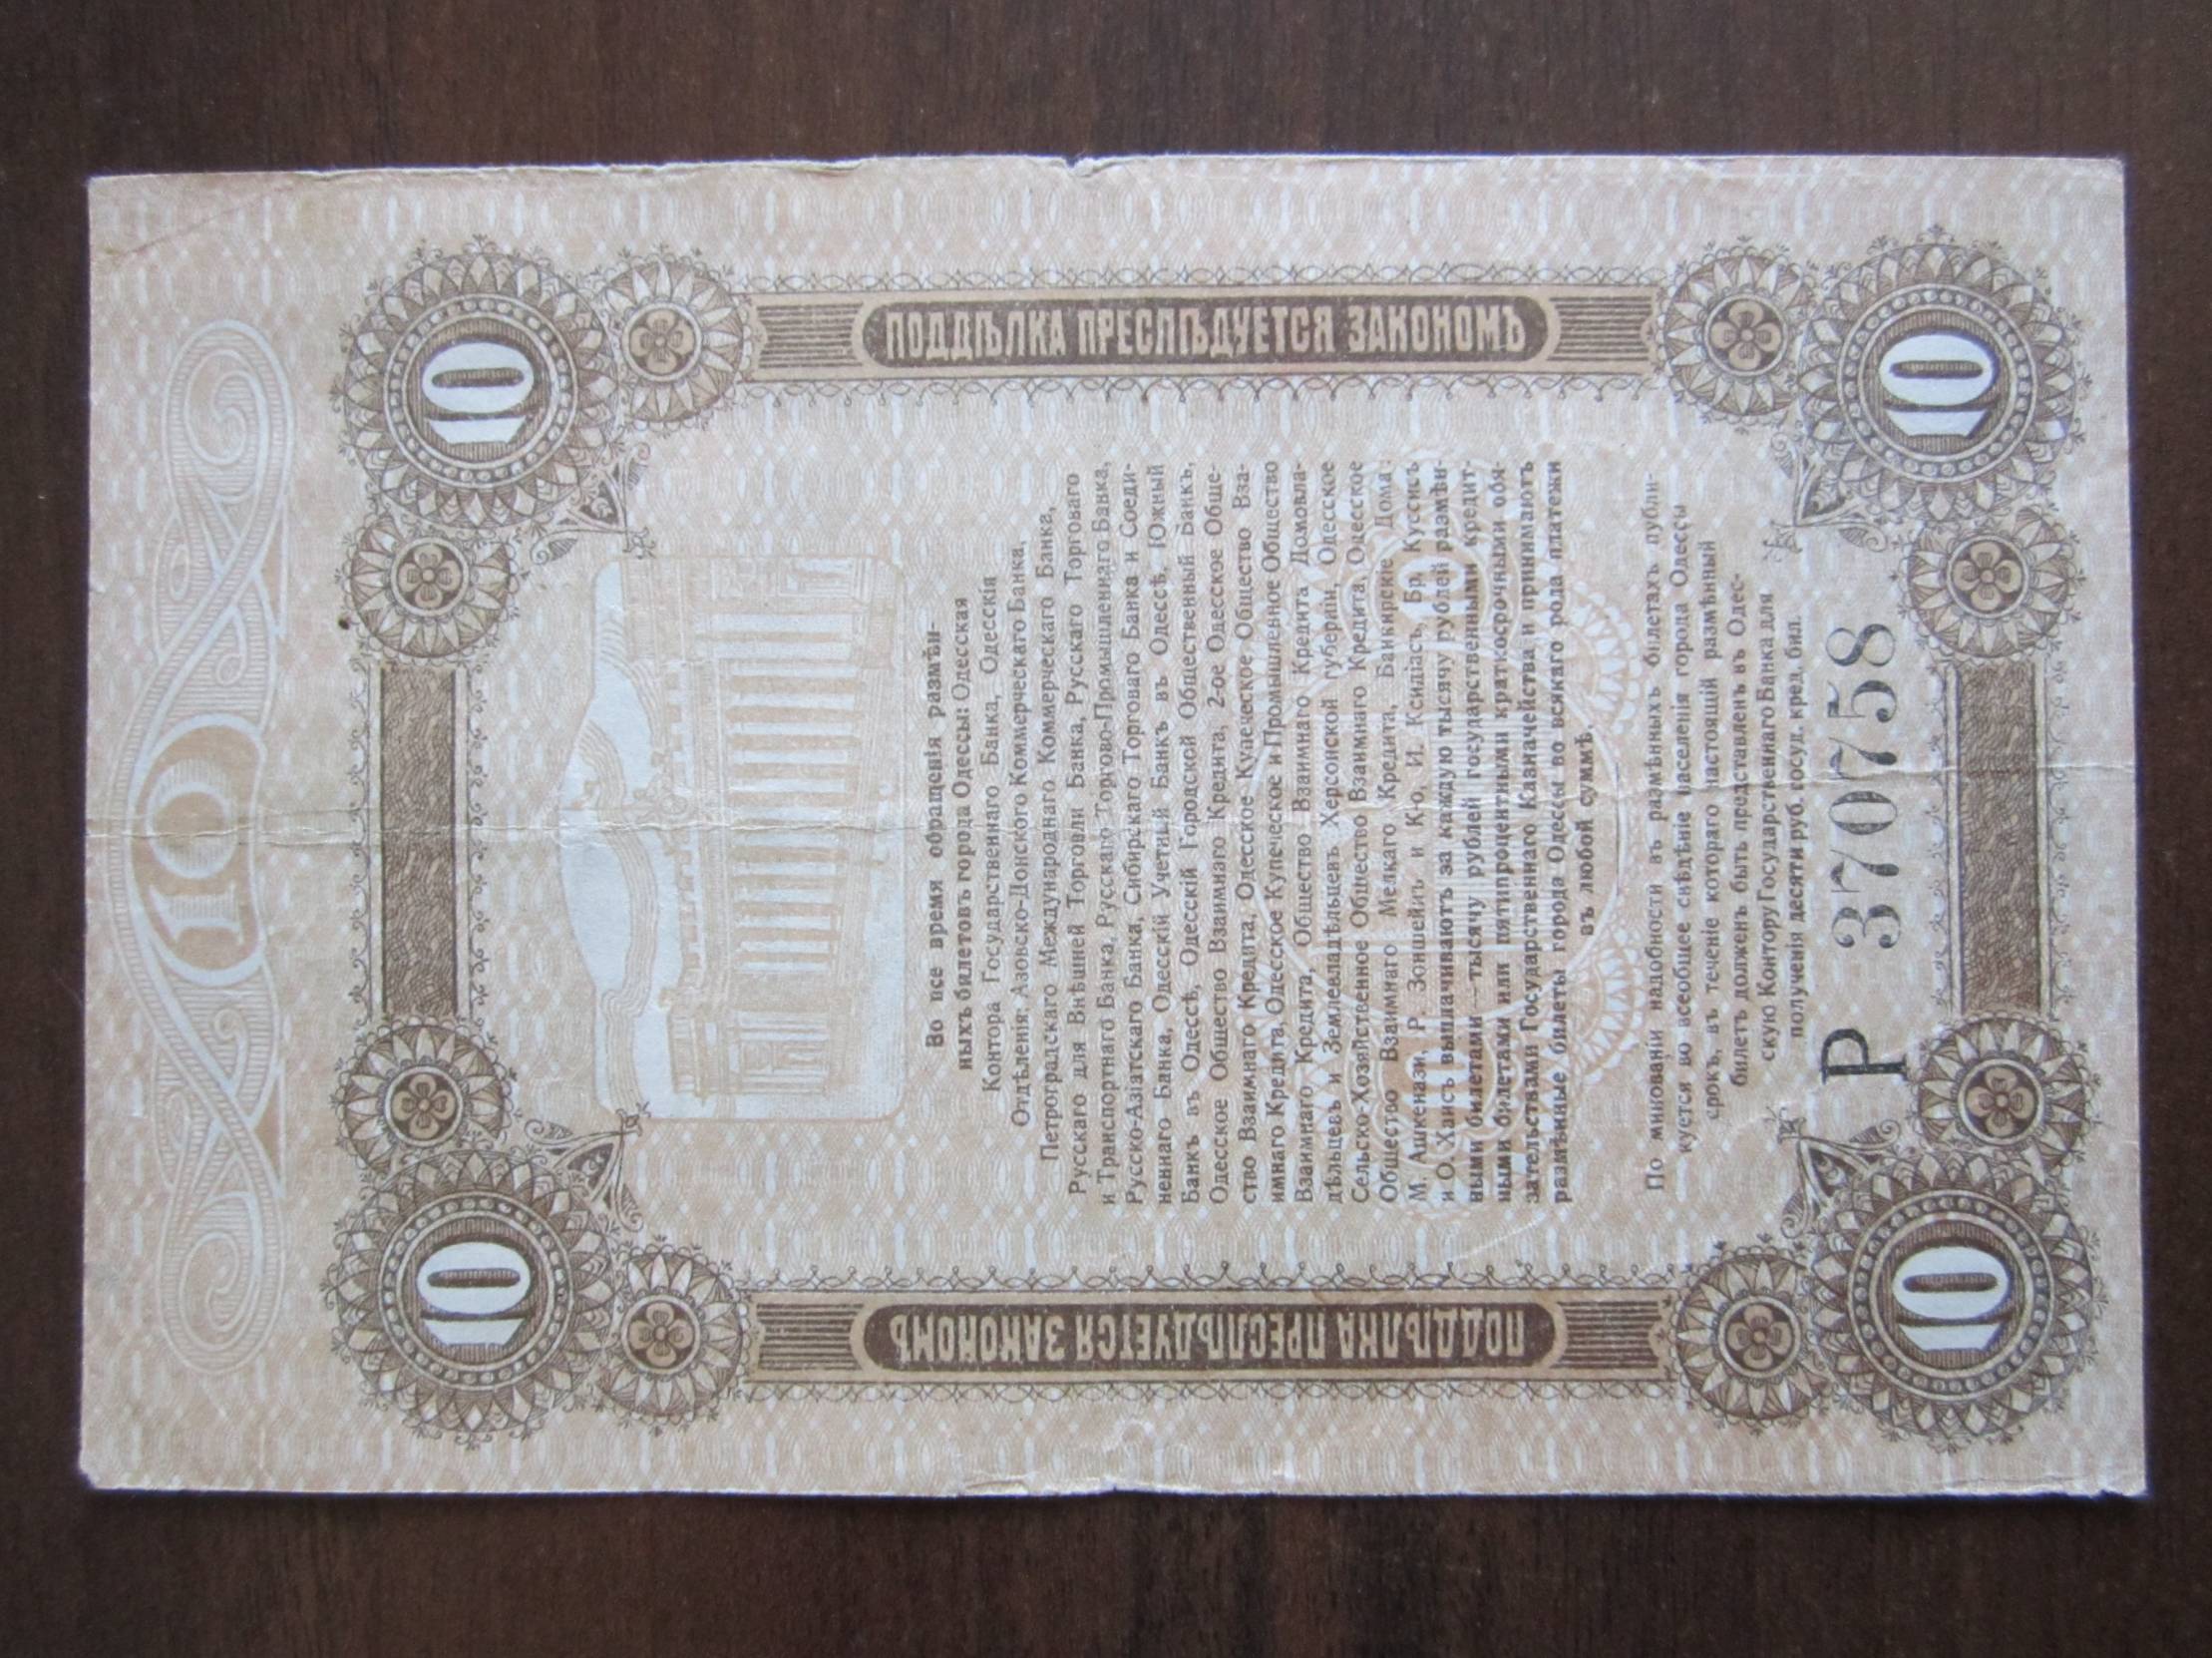 10
10
10
ПОДДѢЛКА ПРЕСЛѢДУЕТСЯ ЗАКОНОМЪ
ПОДДѢЛКА ПРЕСЛѢДУЕТСЯ ЗАКОНОМЪ
Во все время обращенія размѣн-
ныхъ билетовъ города Одессы: Одесская
Контора Государственнаго Банка, Одесскія
Отдѣленія: Азовско-Донского Коммерческаго Банка,
Петроградскаго Международнаго Коммерческаго Банка,
Русскаго для Внѣшней Торговли Банка, Русскаго Торговаго
и Транспортнаго Банка, Русскаго Торгово-Промышленнаго Банка,
Русско-Азіятскаго Банка, Сибирскаго Торговаго Банка и Соеди-
неннаго Банка, Одесскій Учетный Банкъ въ Одессѣ, Южный
Банкъ въ Одессѣ, Одесскій Городской Общественный Банкъ,
Одесское Общество Взаимнаго Кредита, 2-ое Одесское Обще-
ство Взаимнаго Кредита, Одесское Купеческое Общество Вза-
имнаго Кредита, Одесское Купеческое и Промышленное Общество
Взаимнаго Кредита, Общество Взаимнаго Кредита Домовла-
дѣльцевъ и Землевладѣльцевъ Херсонской губерніи, Одесское
Сельско-Хозяйственное Общество Взаимнаго Кредита, Одесское
Общество Взаимнаго Мелкаго Кредита, Банкирскіе Дома:
М. Ашкенази, Р. Зоншейнъ и К-о, И. Ксидіасъ, Бр. Куссисъ
и О. Хаисъ выплачиваютъ за каждую тысячу рублей размѣн-
ными билетами — тысячу рублей государственными кредит-
ными билетами или пятипроцентными краткосрочными обя-
зательствами Государственнаго Казначейства и принимаютъ
размѣнные билеты города Одессы во всякаго рода платежи
въ любой суммѣ.
По минованіи надобности въ размѣнныхъ билетахъ публи-
куется во всеобщее свѣдѣніе населенія города Одессы
срокъ, въ теченіе котораго настоящій размѣнный
билетъ долженъ быть представленъ въ Одес-
скую Контору Государственнаго Банка для
полученія десяти руб. госуд. кред. бил.
Р 370758
10
10